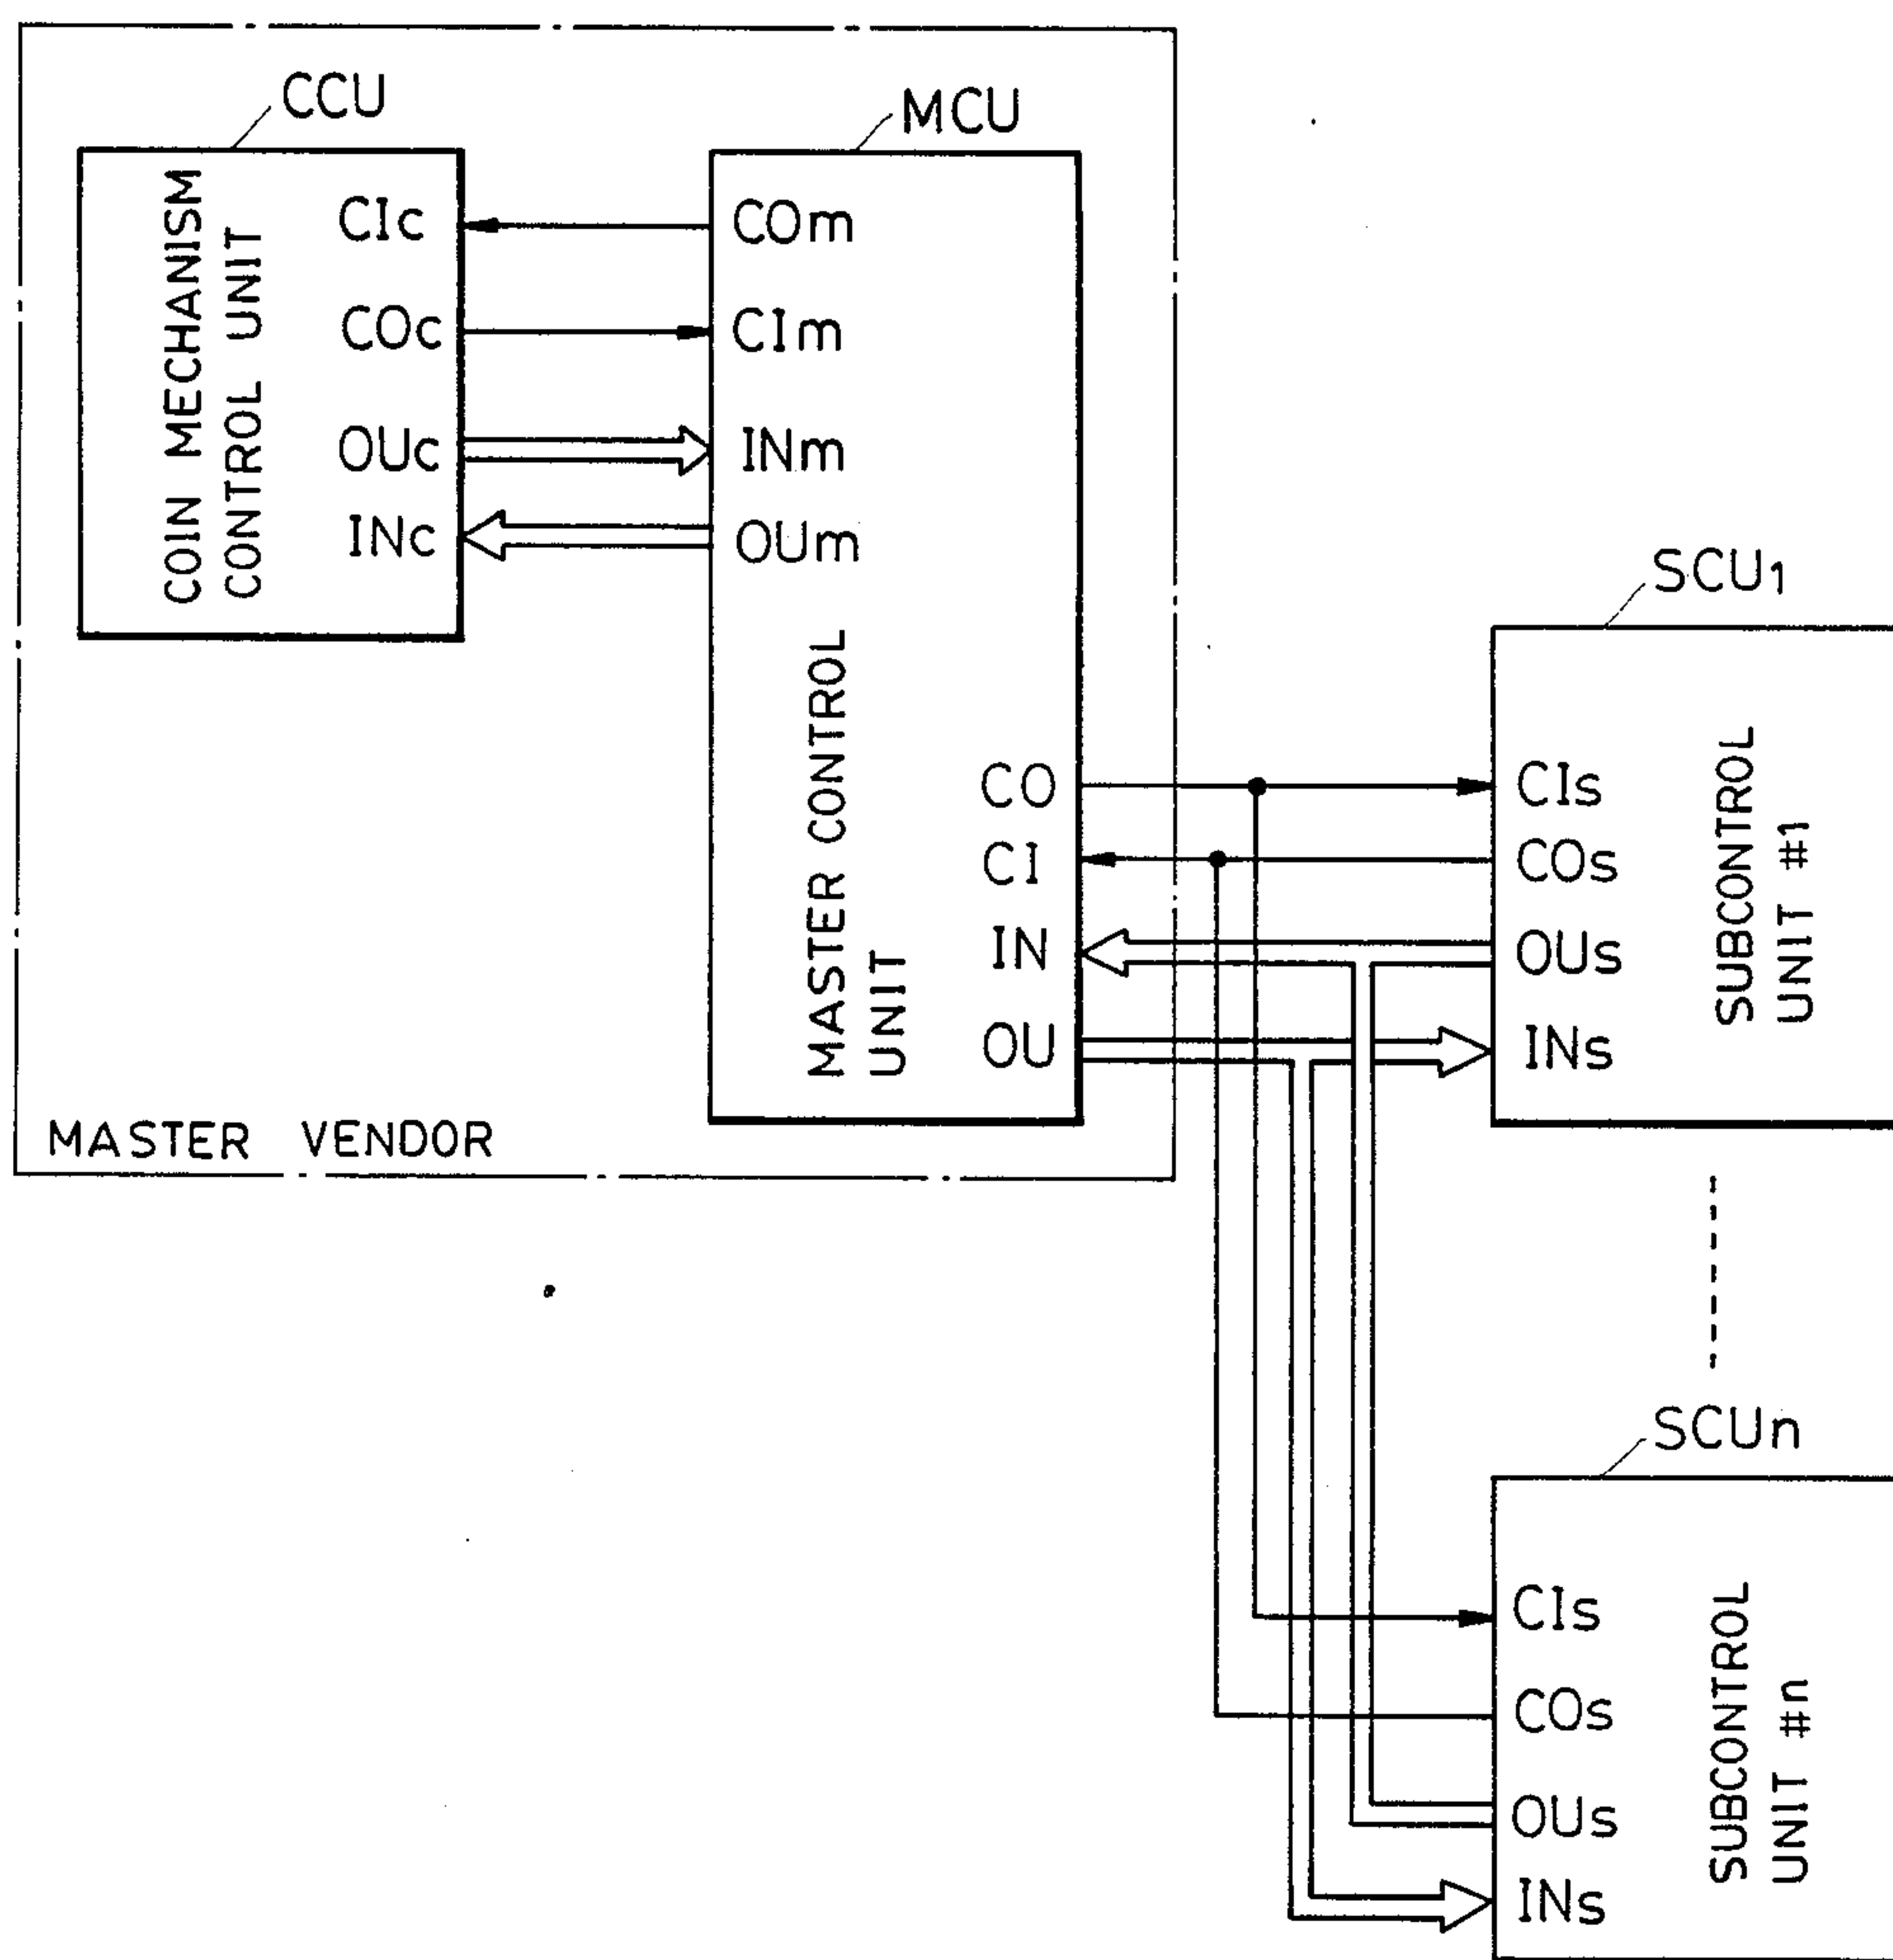 CCU
MCU
COIN MECHANISM
CONTROL UNIT
CIc
COc
OUc
INc
COm
CIm
INm
OUm
MASTER CONTROL
UNIT
CO
CI
IN
OU
MASTER VENDOR
SCU1
CIs
COs
OUs
INs
SUBCONTROL
UNIT #1
SCUn
CIs
COs
OUs
INs
SUBCONTROL
UNIT #n